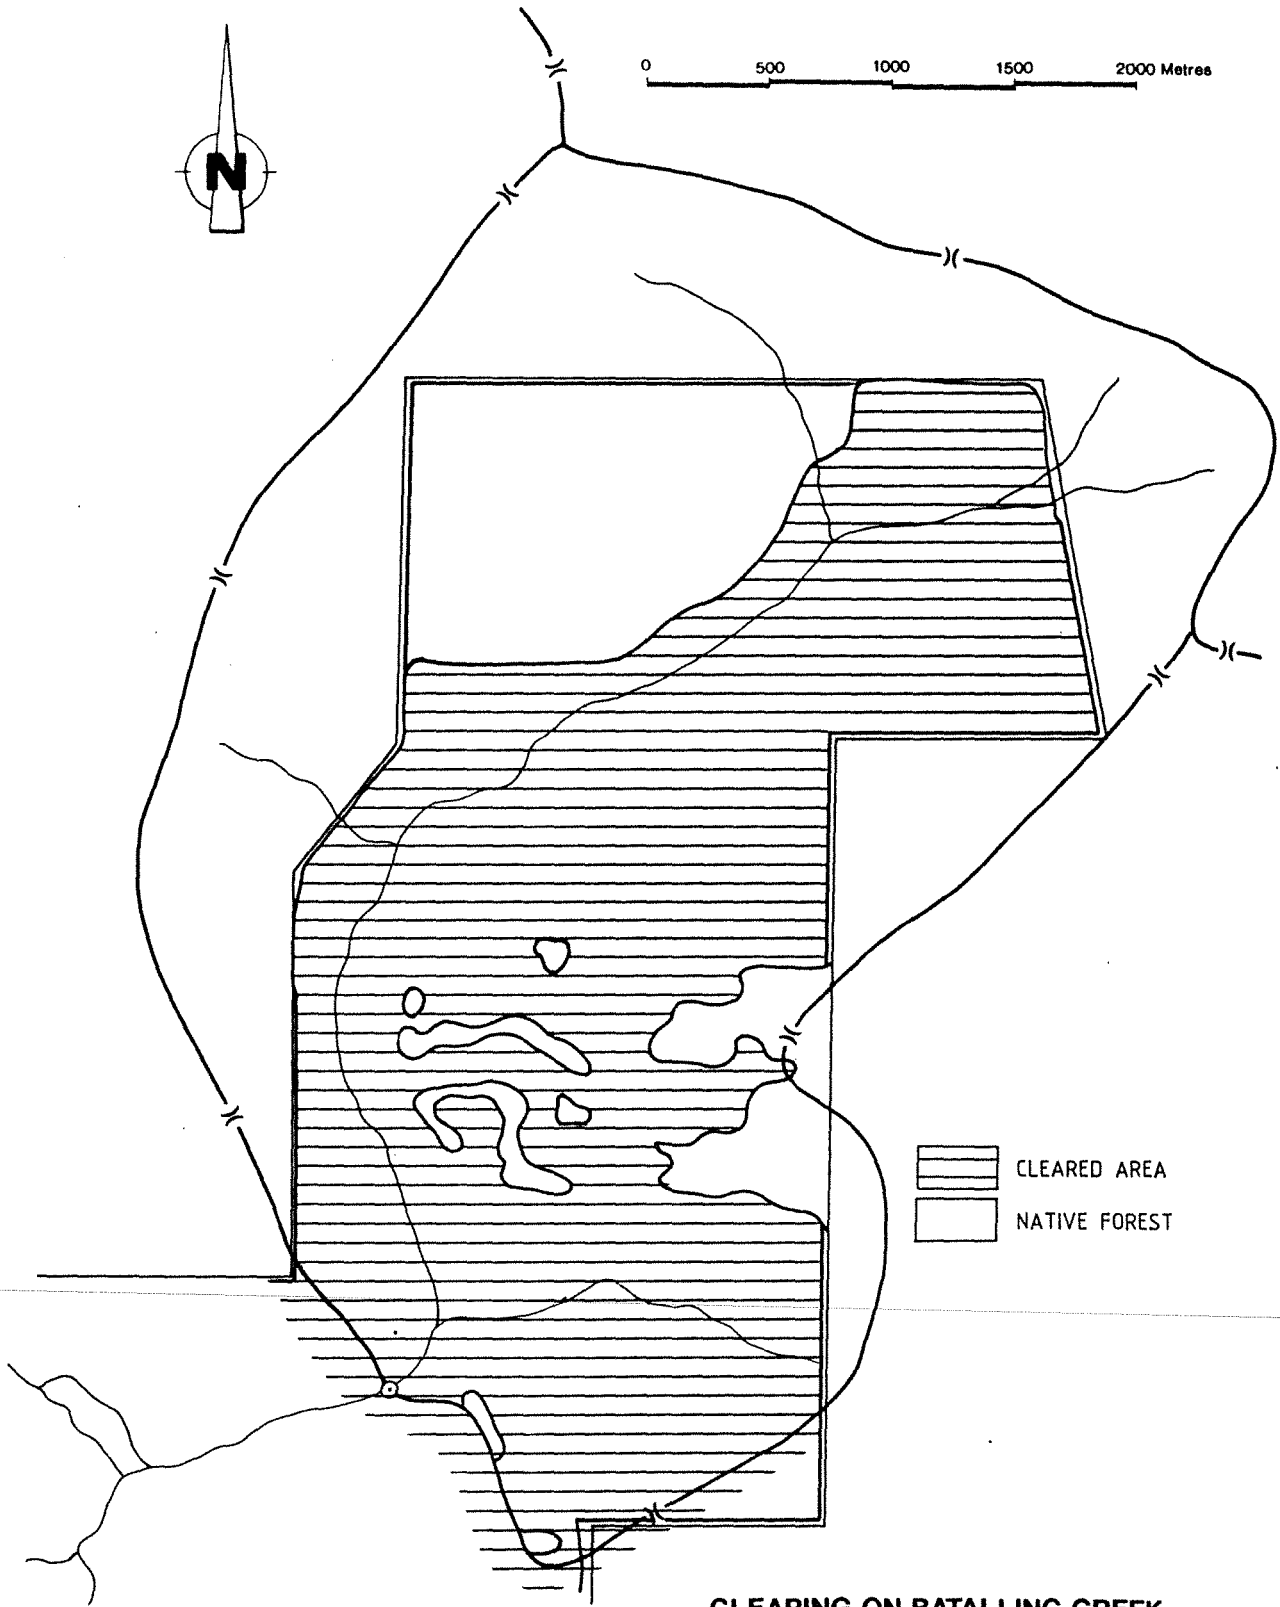 0 500 1000 1500 2000 Metres
N
CLEARED AREA
NATIVE FOREST
CLEARING ON BATALLING CREEK